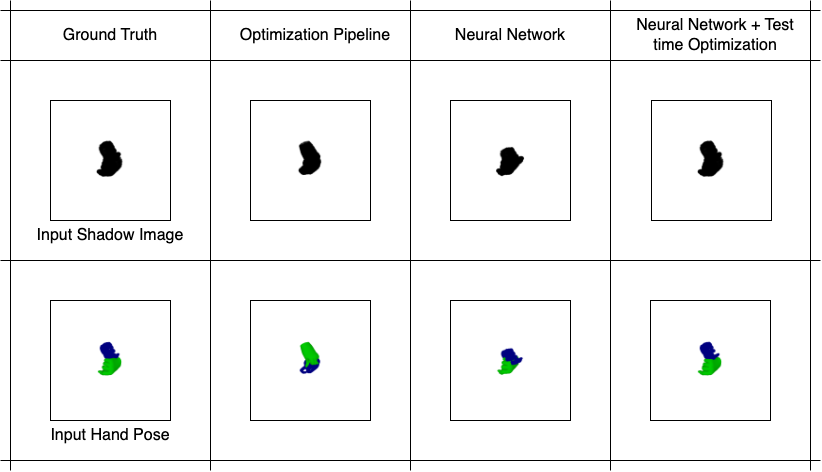 Ground Truth
Optimization Pipeline
Neural Network
Neural Network + Test
time Optimization
Input Shadow Image
Input Hand Pose